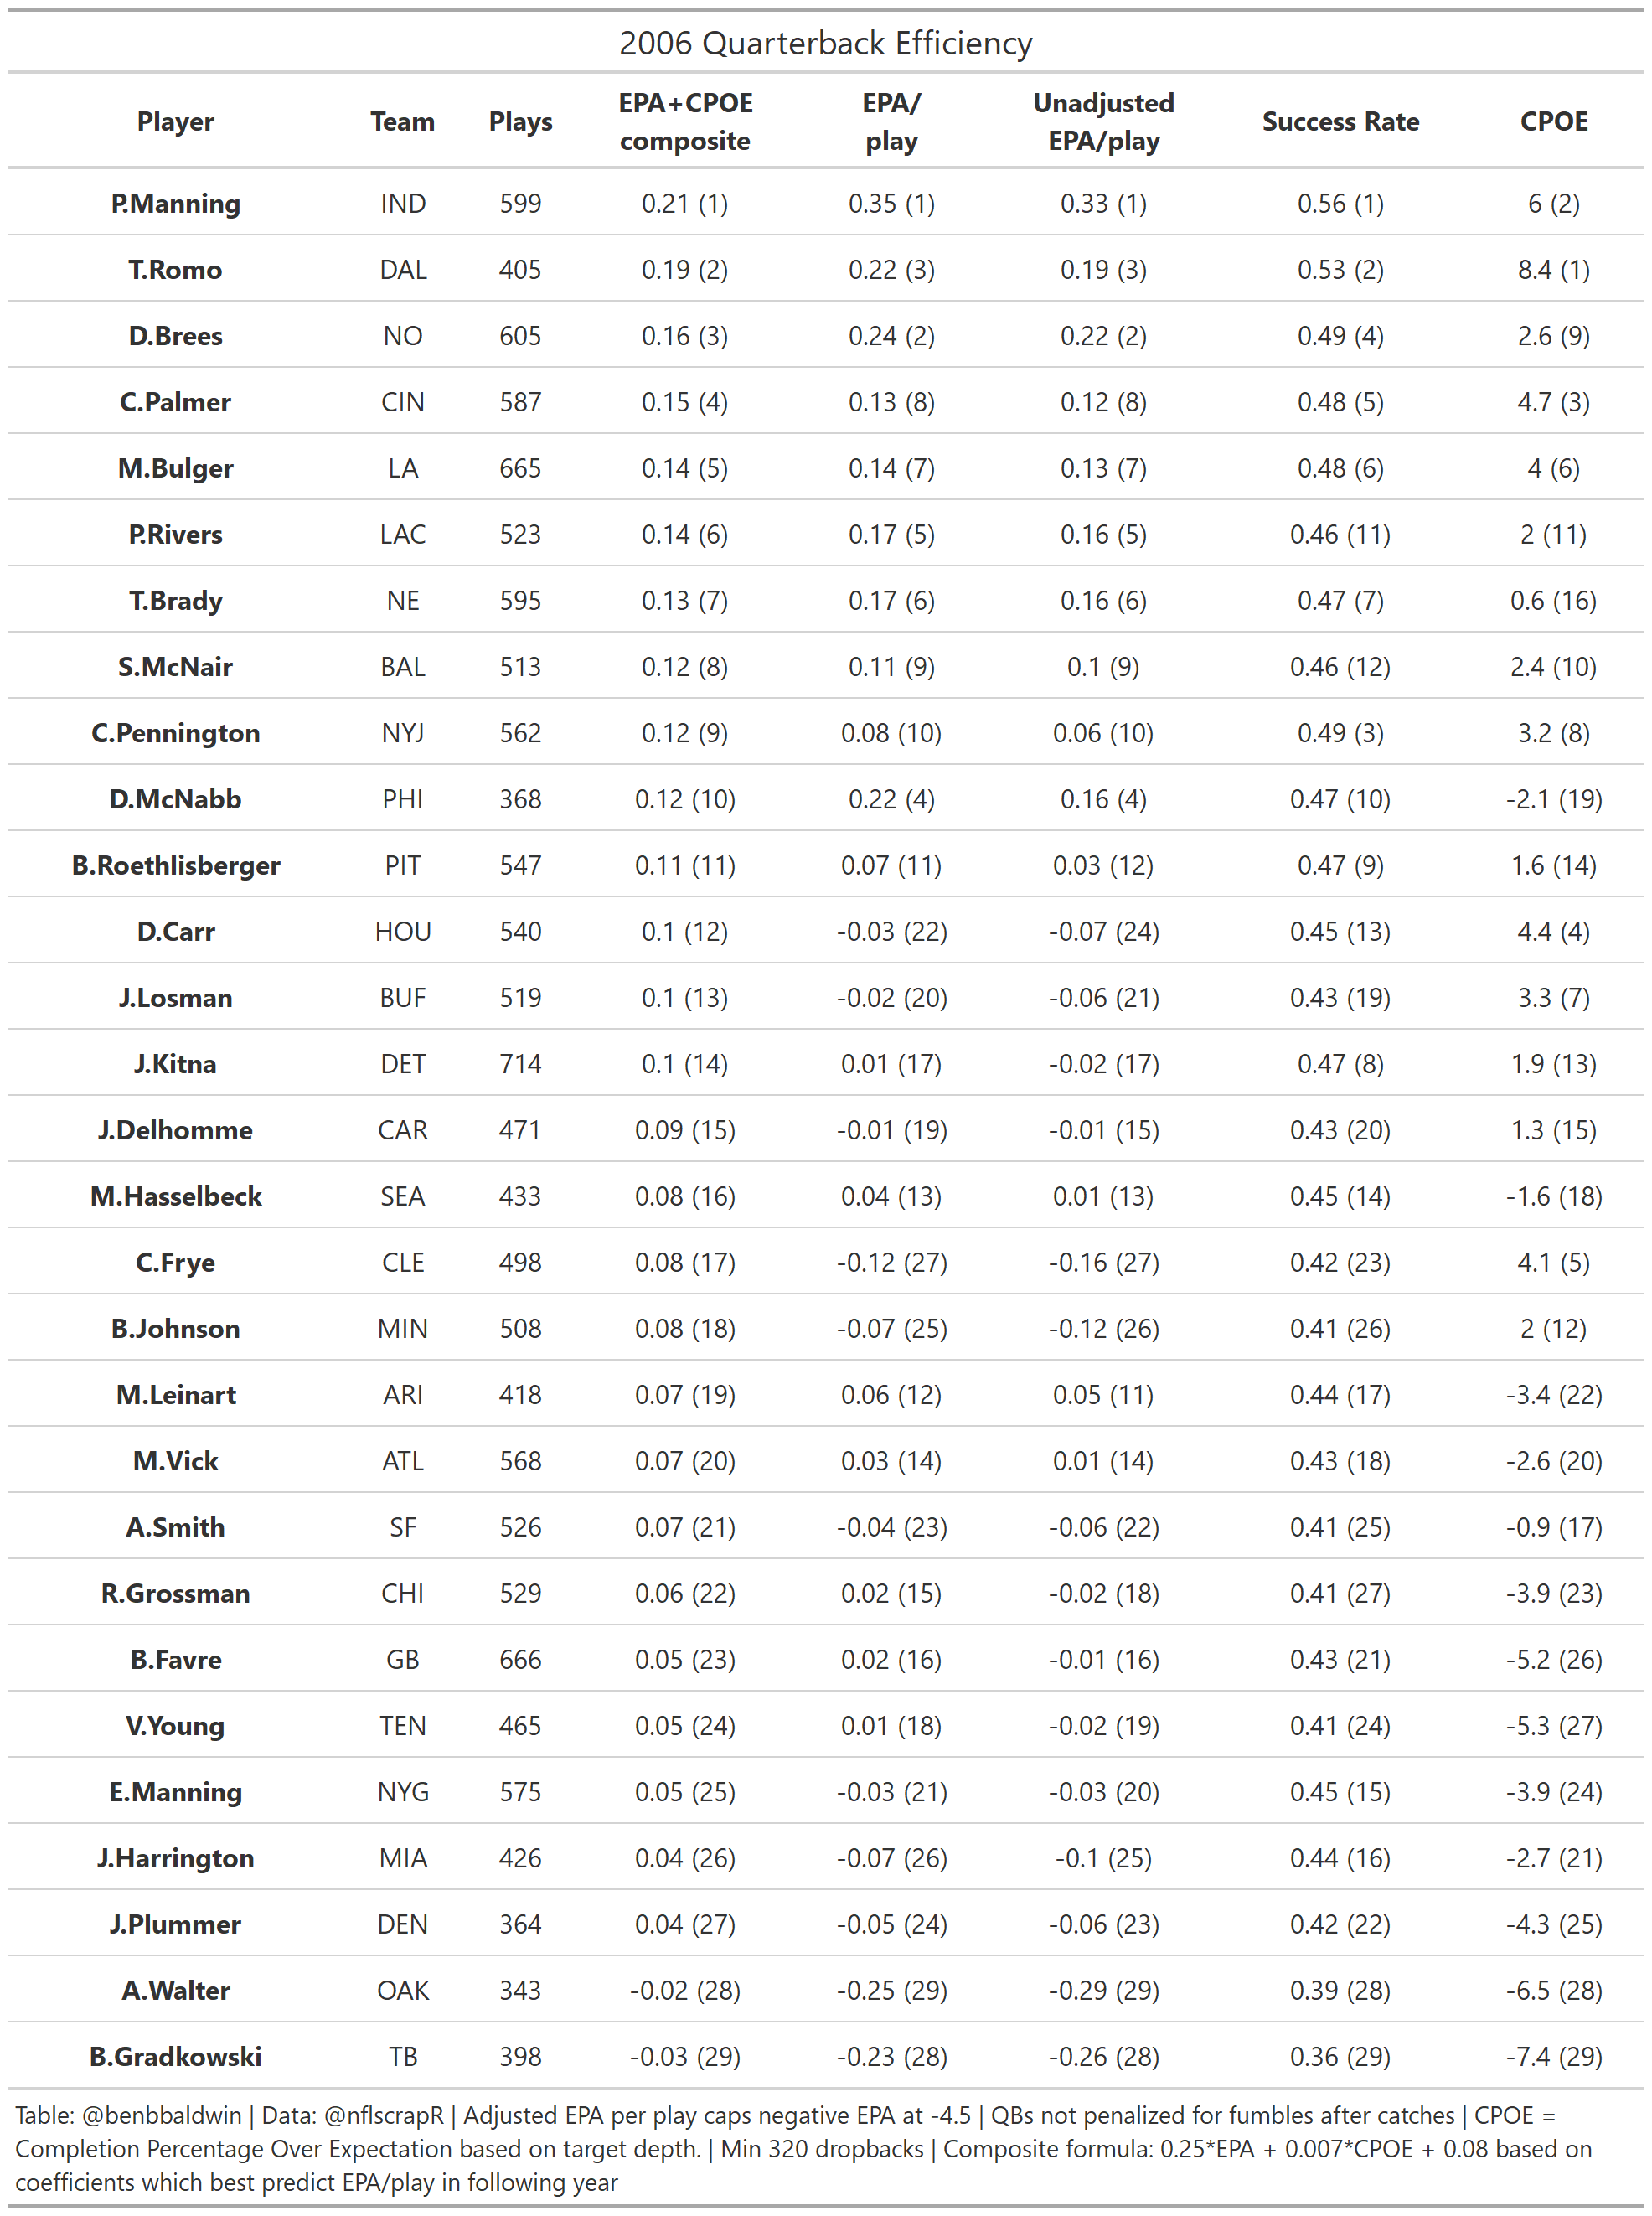 2006 Quarterback Efficiency
Player Team Plays EPA+CPOE composite EPA/ play Unadjusted EPA/play Success Rate CPOE
P.Manning IND 599 0.21 (1) 0.35 (1) 0.33 (1) 0.56 (1) 6 (2)
T.Romo DAL 405 0.19 (2) 0.22 (3) 0.19 (3) 0.53 (2) 8.4 (1)
D.Brees NO 605 0.16 (3) 0.24 (2) 0.22 (2) 0.49 (4) 2.6 (9)
C.Palmer CIN 587 0.15 (4) 0.13 (8) 0.12 (8) 0.48 (5) 4.7 (3)
M.Bulger LA 665 0.14 (5) 0.14 (7) 0.13 (7) 0.48 (6) 4 (6)
P.Rivers LAC 523 0.14 (6) 0.17 (5) 0.16 (5) 0.46 (11) 2 (11)
T.Brady NE 595 0.13 (7) 0.17 (6) 0.16 (6) 0.47 (7) 0.6 (16)
S.McNair BAL 513 0.12 (8) 0.11 (9) 0.1 (9) 0.46 (12) 2.4 (10)
C.Pennington NYJ 562 0.12 (9) 0.08 (10) 0.06 (10) 0.49 (3) 3.2 (8)
D.McNabb PHI 368 0.12 (10) 0.22 (4) 0.16 (4) 0.47 (10) -2.1 (19)
B.Roethlisberger PIT 547 0.11 (11) 0.07 (11) 0.03 (12) 0.47 (9) 1.6 (14)
D.Carr HOU 540 0.1 (12) -0.03 (22) -0.07 (24) 0.45 (13) 4.4 (4)
J.Losman BUF 519 0.1 (13) -0.02 (20) -0.06 (21) 0.43 (19) 3.3 (7)
J.Kitna DET 714 0.1 (14) 0.01 (17) -0.02 (17) 0.47 (8) 1.9 (13)
J.Delhomme CAR 471 0.09 (15) -0.01 (19) -0.01 (15) 0.43 (20) 1.3 (15)
M.Hasselbeck SEA 433 0.08 (16) 0.04 (13) 0.01 (13) 0.45 (14) -1.6 (18)
C.Frye CLE 498 0.08 (17) -0.12 (27) -0.16 (27) 0.42 (23) 4.1 (5)
B.Johnson MIN 508 0.08 (18) -0.07 (25) -0.12 (26) 0.41 (26) 2 (12)
M.Leinart ARI 418 0.07 (19) 0.06 (12) 0.05 (11) 0.44 (17) -3.4 (22)
M.Vick ATL 568 0.07 (20) 0.03 (14) 0.01 (14) 0.43 (18) -2.6 (20)
A.Smith SF 526 0.07 (21) -0.04 (23) -0.06 (22) 0.41 (25) -0.9 (17)
R.Grossman CHI 529 0.06 (22) 0.02 (15) -0.02 (18) 0.41 (27) -3.9 (23)
B.Favre GB 666 0.05 (23) 0.02 (16) -0.01 (16) 0.43 (21) -5.2 (26)
V.Young TEN 465 0.05 (24) 0.01 (18) -0.02 (19) 0.41 (24) -5.3 (27)
E.Manning NYG 575 0.05 (25) -0.03 (21) -0.03 (20) 0.45 (15) -3.9 (24)
J.Harrington MIA 426 0.04 (26) -0.07 (26) -0.1 (25) 0.44 (16) -2.7 (21)
J.Plummer DEN 364 0.04 (27) -0.05 (24) -0.06 (23) 0.42 (22) -4.3 (25)
A.Walter OAK 343 -0.02 (28) -0.25 (29) -0.29 (29) 0.39 (28) -6.5 (28)
B.Gradkowski TB 398 -0.03 (29) -0.23 (28) -0.26 (28) 0.36 (29) -7.4 (29)
Table: @benbbaldwin | Data: @nflscrapR | Adjusted EPA per play caps negative EPA at -4.5 | QBs not penalized for fumbles after catches | CPOE =
Completion Percentage Over Expectation based on target depth. | Min 320 dropbacks | Composite formula: 0.25*EPA + 0.007*CPOE + 0.08 based on
coefficients which best predict EPA/play in following year